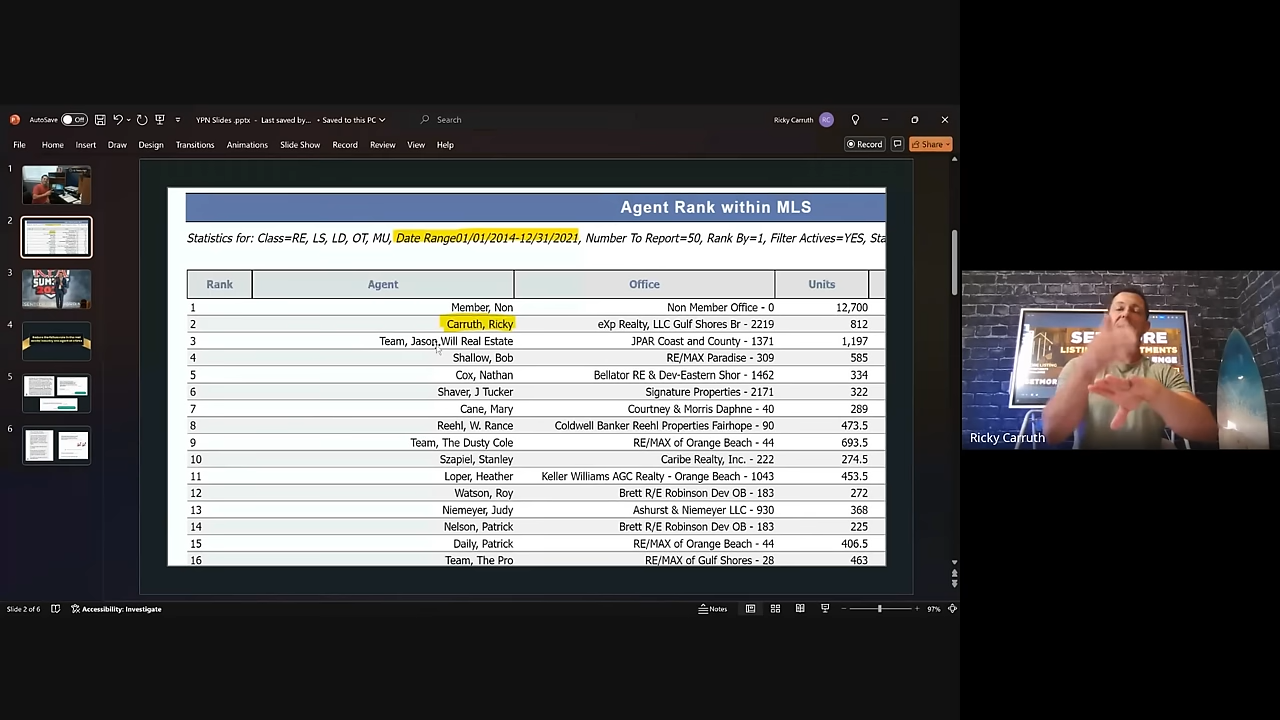 AutoSave Off YPN Slides .pptx - Last saved by... • Saved to this PC Search Ricky Carruth RC
File Home Insert Draw Design Transitions Animations Slide Show Record Review View Help Record Share
1
2
3
4
5
6
Agent Rank within MLS
Statistics for: Class=RE, LS, LD, OT, MU, Date Range01/01/2014-12/31/2021, Number To Report=50, Rank By=1, Filter Actives=YES, Sta
Rank Agent Office Units
1 Member, Non Non Member Office - 0 12,700
2 Carruth, Ricky eXp Realty, LLC Gulf Shores Br - 2219 812
3 Team, Jason Will Real Estate JPAR Coast and County - 1371 1,197
4 Shallow, Bob RE/MAX Paradise - 309 585
5 Cox, Nathan Bellator RE & Dev-Eastern Shor - 1462 334
6 Shaver, J Tucker Signature Properties - 2171 322
7 Cane, Mary Courtney & Morris Daphne - 40 289
8 Reehl, W. Rance Coldwell Banker Reehl Properties Fairhope - 90 473.5
9 Team, The Dusty Cole RE/MAX of Orange Beach - 44 693.5
10 Szapiel, Stanley Caribe Realty, Inc. - 222 274.5
11 Loper, Heather Keller Williams AGC Realty - Orange Beach - 1043 453.5
12 Watson, Roy Brett R/E Robinson Dev OB - 183 272
13 Niemeyer, Judy Ashurst & Niemeyer LLC - 930 368
14 Nelson, Patrick Brett R/E Robinson Dev OB - 183 225
15 Daily, Patrick RE/MAX of Orange Beach - 44 406.5
16 Team, The Pro RE/MAX of Gulf Shores - 28 463
Slide 2 of 6 Accessibility: Investigate Notes 97%
Ricky Carruth